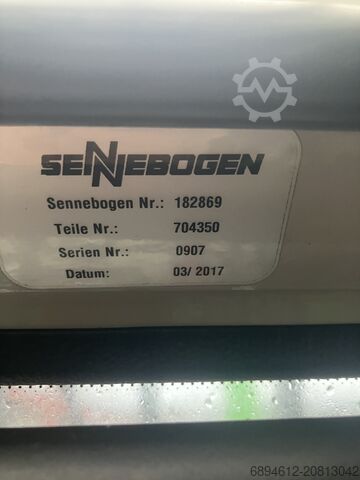 SENNEBOGEN
Sennebogen Nr.: 182869
Teile Nr.: 704350
Serien Nr.: 0907
Datum: 03/ 2017
6894612-20813042